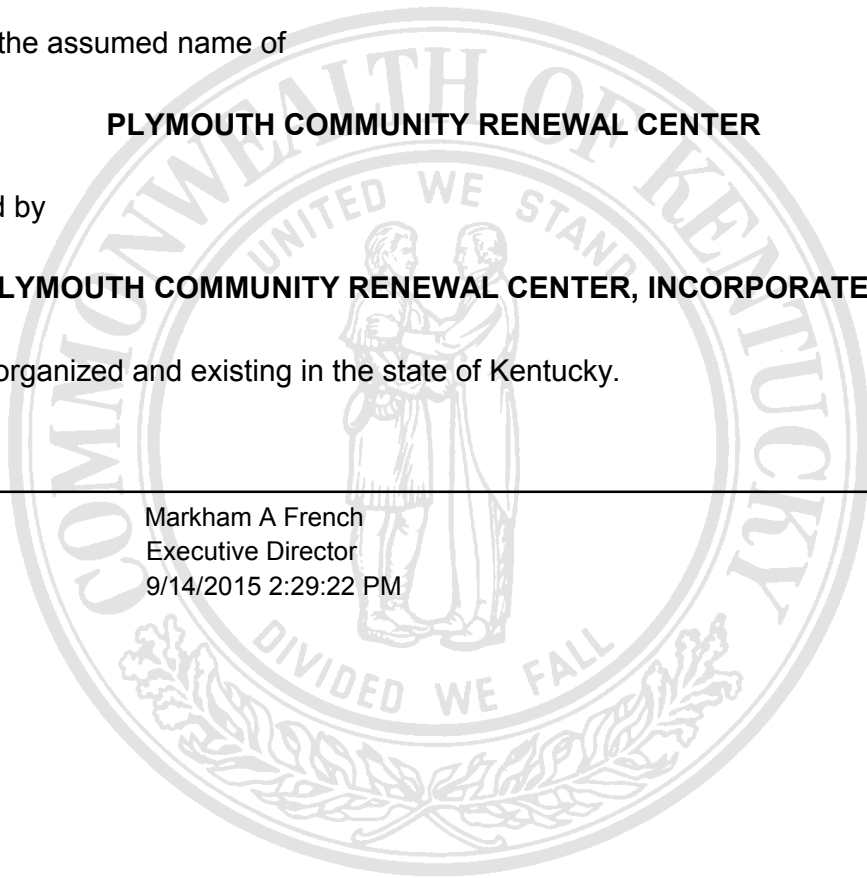 the assumed name of
PLYMOUTH COMMUNITY RENEWAL CENTER
d by
LYMOUTH COMMUNITY RENEWAL CENTER, INCORPORATE
organized and existing in the state of Kentucky.
Markham A French
Executive Director
9/14/2015 2:29:22 PM
COMMONWEALTH OF KENTUCKY
UNITED WE STAND
DIVIDED WE FALL